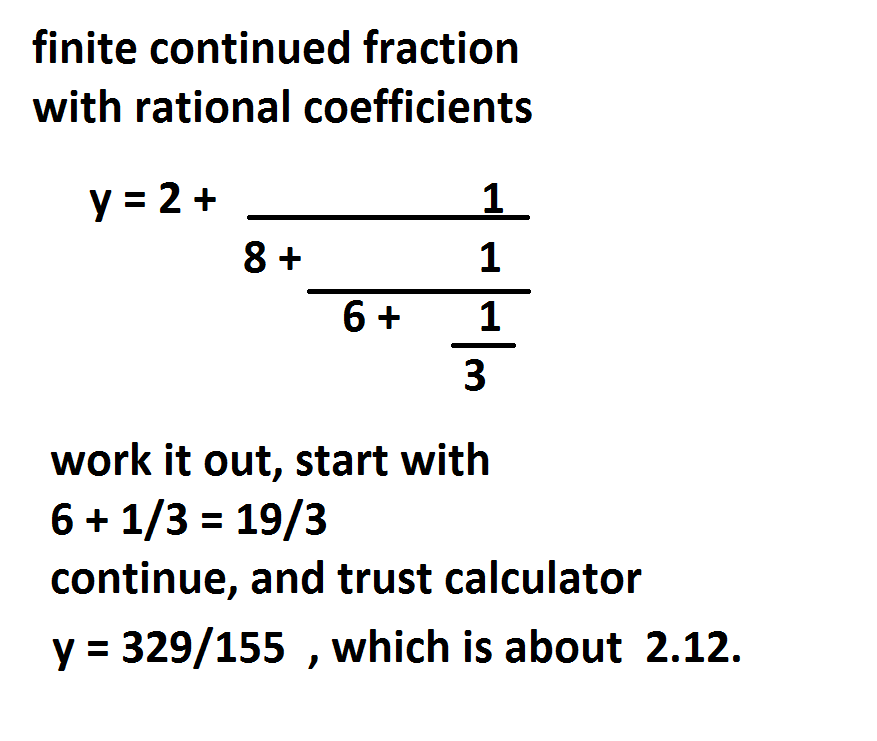 finite continued fraction
with rational coefficients
y = 2 + 1
8 + 1
6 + 1
3
work it out, start with
6 + 1/3 = 19/3
continue, and trust calculator
y = 329/155 , which is about 2.12.